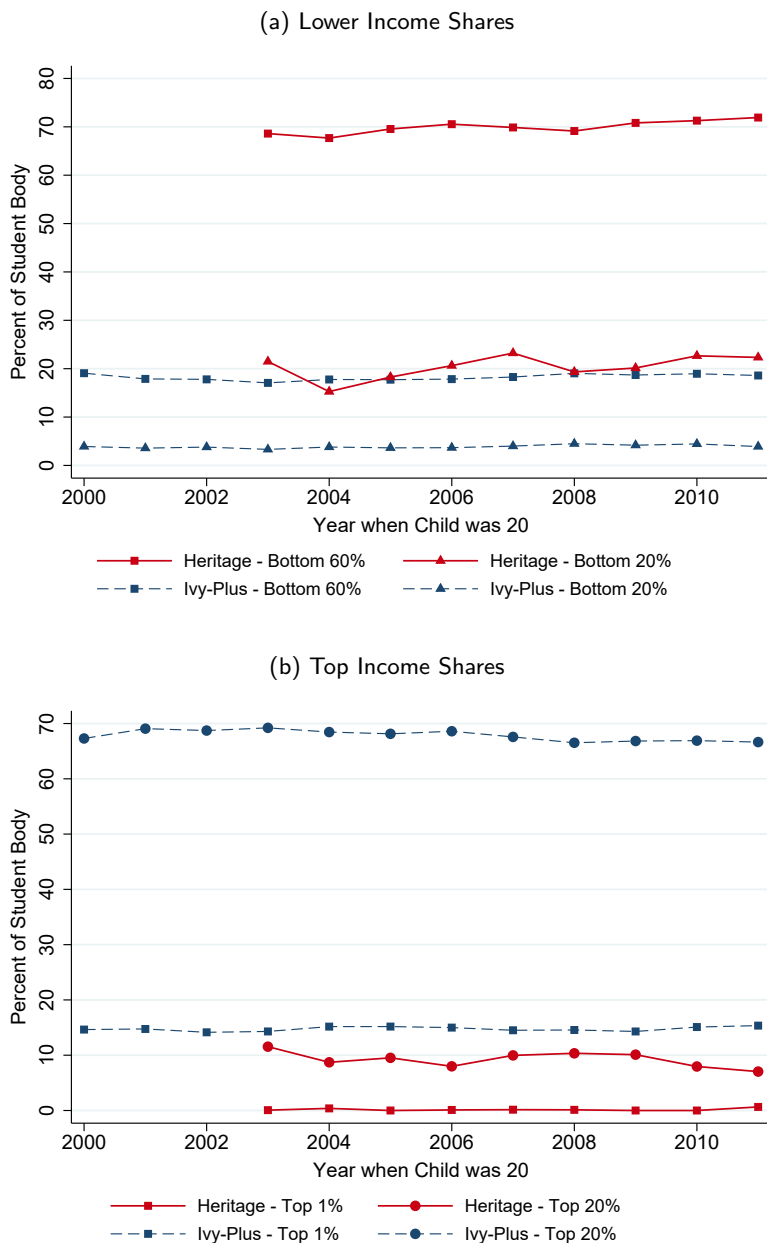 (a) Lower Income Shares
80
70
60
50
40
30
20
10
0
Percent of Student Body
2000 2002 2004 2006 2008 2010
Year when Child was 20
Heritage - Bottom 60% Heritage - Bottom 20%
Ivy-Plus - Bottom 60% Ivy-Plus - Bottom 20%
(b) Top Income Shares
70
60
50
40
30
20
10
0
Percent of Student Body
2000 2002 2004 2006 2008 2010
Year when Child was 20
Heritage - Top 1% Heritage - Top 20%
Ivy-Plus - Top 1% Ivy-Plus - Top 20%